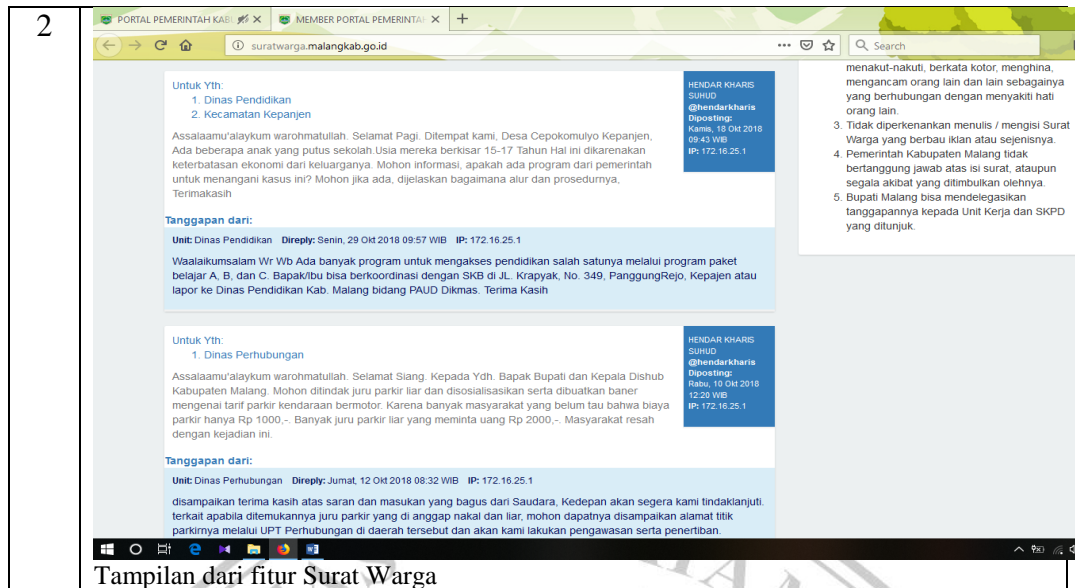 2
PORTAL PEMERINTAH KAB
MEMBER PORTAL PEMERINTA
suratwarga.malangkab.go.id
Search
Untuk Yth:
1. Dinas Pendidikan
2. Kecamatan Kepanjen
Assalaamu'alaykum warohmatullah. Selamat Pagi. Ditempat kami, Desa Cepokomulyo Kepanjen,
Ada beberapa anak yang putus sekolah.Usia mereka berkisar 15-17 Tahun Hal ini dikarenakan
keterbatasan ekonomi dari keluarganya. Mohon informasi, apakah ada program dari pemerintah
untuk menangani kasus ini? Mohon jika ada, dijelaskan bagaimana alur dan prosedurnya,
Terimakasih
HENDAR KHARIS
SUHUD
@hendarkharis
Diposting:
Kamis, 18 Okt 2018
09:43 WIB
IP: 172.16.25.1
Tanggapan dari:
Unit: Dinas Pendidikan Direply: Senin, 29 Okt 2018 09:57 WIB IP: 172.16.25.1
Waalaikumsalam Wr Wb Ada banyak program untuk mengakses pendidikan salah satunya melalui program paket
belajar A, B, dan C. Bapak/Ibu bisa berkoordinasi dengan SKB di JL. Krapyak, No. 349, PanggungRejo, Kepajen atau
lapor ke Dinas Pendidikan Kab. Malang bidang PAUD Dikmas. Terima Kasih
Untuk Yth:
1. Dinas Perhubungan
Assalaamu'alaykum warohmatullah. Selamat Siang. Kepada Ydh. Bapak Bupati dan Kepala Dishub
Kabupaten Malang. Mohon ditindak juru parkir liar dan disosialisasikan serta dibuatkan baner
mengenai tarif parkir kendaraan bermotor. Karena banyak masyarakat yang belum tau bahwa biaya
parkir hanya Rp 1000,-. Banyak juru parkir liar yang meminta uang Rp 2000,-. Masyarakat resah
dengan kejadian ini.
HENDAR KHARIS
SUHUD
@hendarkharis
Diposting:
Rabu, 10 Okt 2018
12:20 WIB
IP: 172.16.25.1
Tanggapan dari:
Unit: Dinas Perhubungan Direply: Jumat, 12 Okt 2018 08:32 WIB IP: 172.16.25.1
disampaikan terima kasih atas saran dan masukan yang bagus dari Saudara, Kedepan akan segera kami tindaklanjuti.
terkait apabila ditemukannya juru parkir yang di anggap nakal dan liar, mohon dapatnya disampaikan alamat titik
parkirnya melalui UPT Perhubungan di daerah tersebut dan akan kami lakukan pengawasan serta penertiban.
menakut-nakuti, berkata kotor, menghina,
mengancam orang lain dan lain sebagainya
yang berhubungan dengan menyakiti hati
orang lain.
3. Tidak diperkenankan menulis / mengisi Surat
Warga yang berbau iklan atau sejenisnya.
4. Pemerintah Kabupaten Malang tidak
bertanggung jawab atas isi surat, ataupun
segala akibat yang ditimbulkan olehnya.
5. Bupati Malang bisa mendelegasikan
tanggapannya kepada Unit Kerja dan SKPD
yang ditunjuk.
Tampilan dari fitur Surat Warga